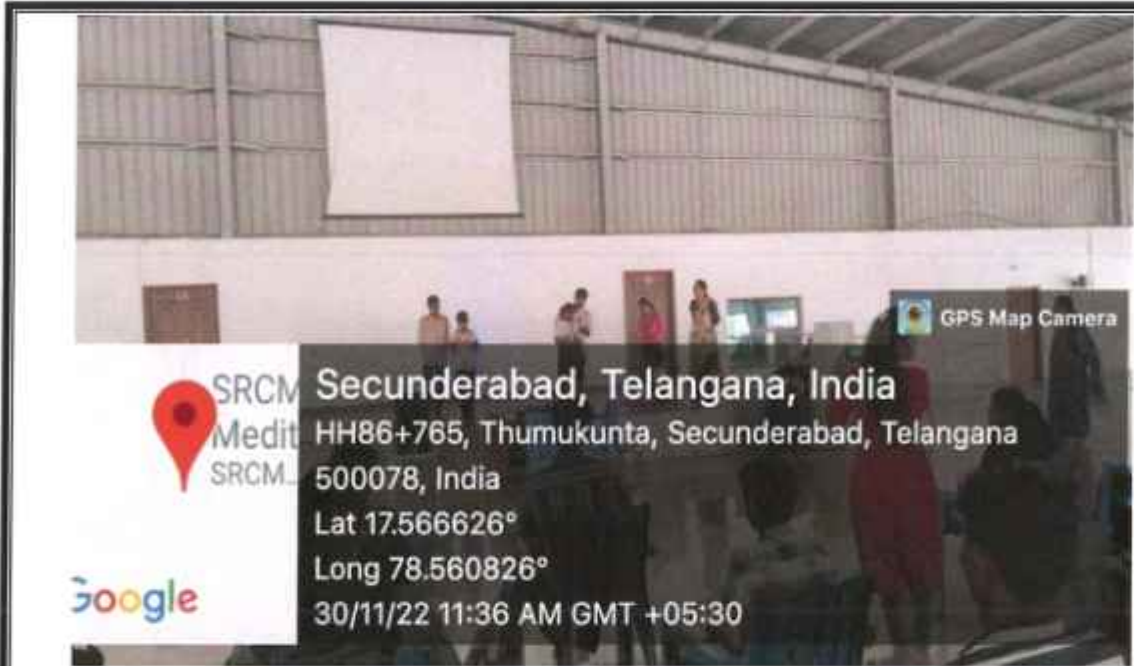 GPS Map Camera
SRCM
Medit
SRCM...
Secunderabad, Telangana, India
HH86+765, Thumukunta, Secunderabad, Telangana
500078, India
Lat 17.566626°
Long 78.560826°
30/11/22 11:36 AM GMT +05:30
Google